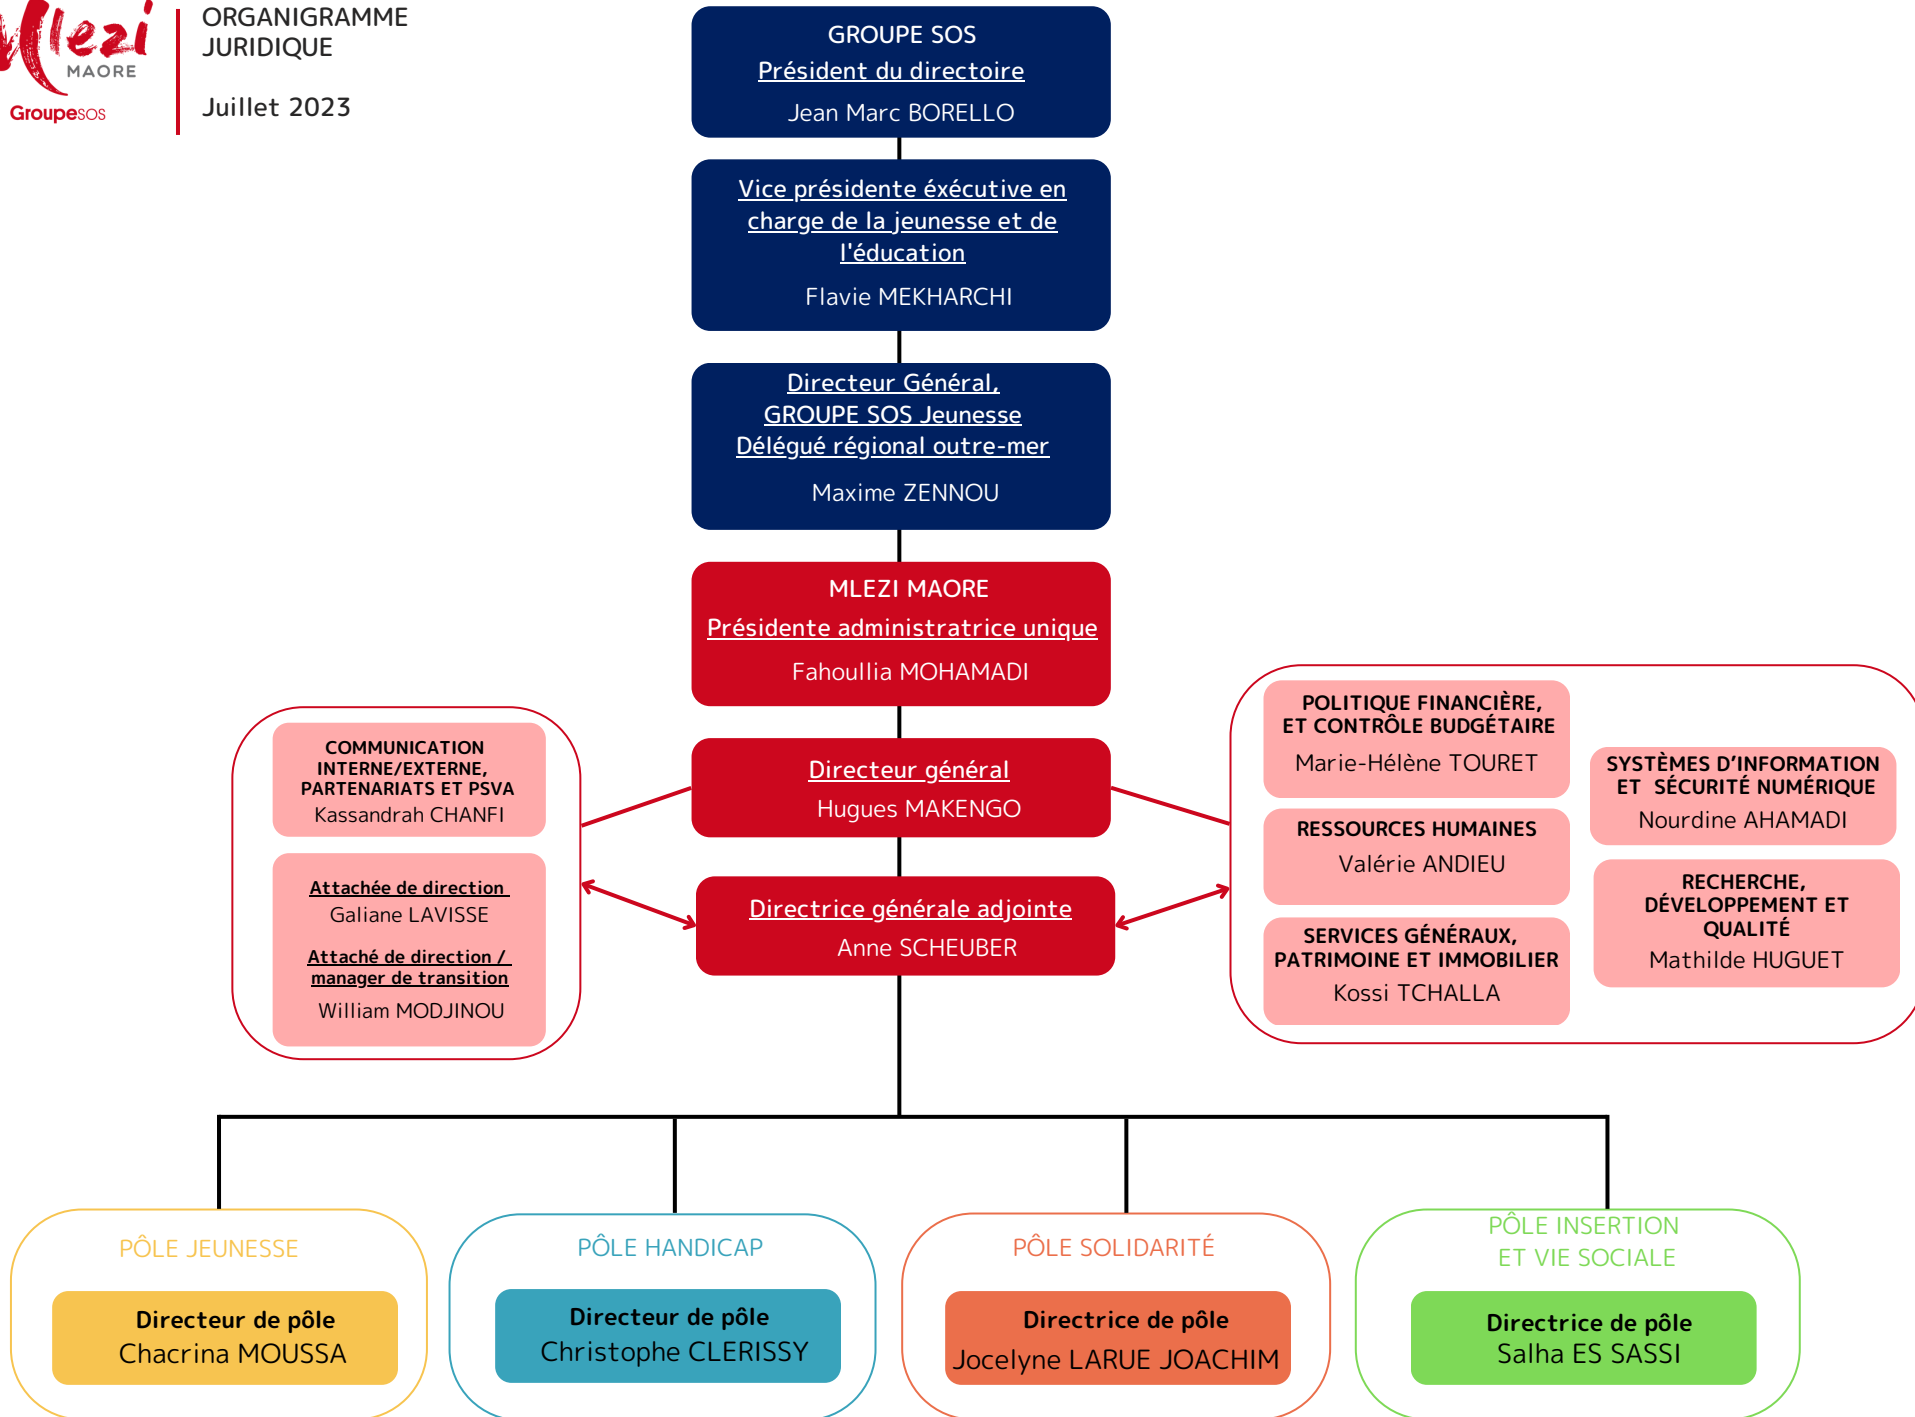 Mlezi
MAORE
Groupesos
ORGANIGRAMME
JURIDIQUE
Juillet 2023
GROUPE SOS
Président du directoire
Jean Marc BORELLO
Vice présidente éxécutive en
charge de la jeunesse et de
l'éducation
Flavie MEKHARCHI
Directeur Général,
GROUPE SOS Jeunesse
Délégué régional outre-mer
Maxime ZENNOU
MLEZI MAORE
Présidente administratrice unique
Fahoullia MOHAMADI
Directeur général
Hugues MAKENGO
Directrice générale adjointe
Anne SCHEUBER
COMMUNICATION
INTERNE/EXTERNE,
PARTENARIATS ET PSVA
Kassandrah CHANFI
Attachée de direction
Galiane LAVISSE
Attaché de direction /
manager de transition
William MODJINOU
POLITIQUE FINANCIÈRE,
ET CONTRÔLE BUDGÉTAIRE
Marie-Hélène TOURET
RESSOURCES HUMAINES
Valérie ANDIEU
SERVICES GÉNÉRAUX,
PATRIMOINE ET IMMOBILIER
Kossi TCHALLA
SYSTÈMES D’INFORMATION
ET SÉCURITÉ NUMÉRIQUE
Nourdine AHAMADI
RECHERCHE,
DÉVELOPPEMENT ET
QUALITÉ
Mathilde HUGUET
PÔLE JEUNESSE
Directeur de pôle
Chacrina MOUSSA
PÔLE HANDICAP
Directeur de pôle
Christophe CLERISSY
PÔLE SOLIDARITÉ
Directrice de pôle
Jocelyne LARUE JOACHIM
PÔLE INSERTION
ET VIE SOCIALE
Directrice de pôle
Salha ES SASSI